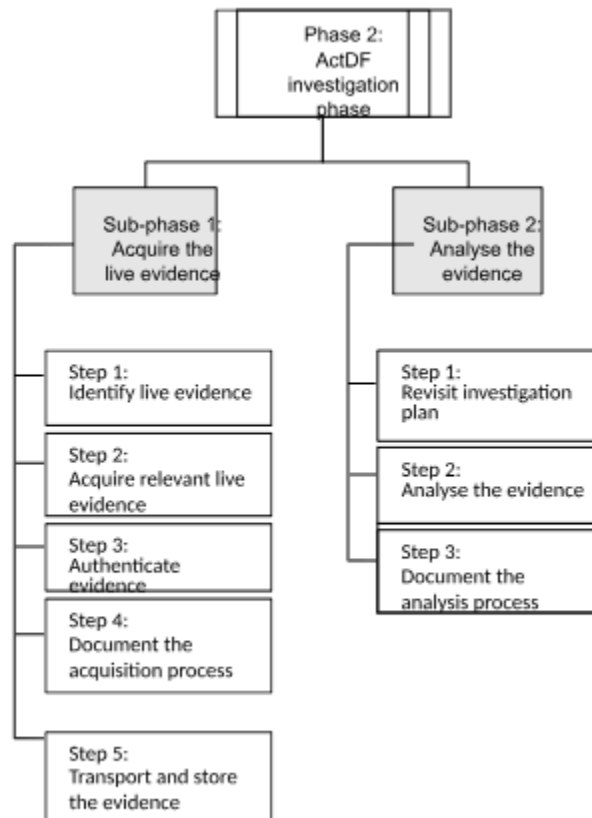 Phase 2:
ActDF
investigation
phase
Sub-phase 1:
Acquire the
live evidence
Sub-phase 2:
Analyse the
evidence
Step 1:
Identify live evidence
Step 2:
Acquire relevant live
evidence
Step 3:
Authenticate
evidence
Step 4:
Document the
acquisition process
Step 5:
Transport and store
the evidence
Step 1:
Revisit investigation
plan
Step 2:
Analyse the evidence
Step 3:
Document the
analysis process